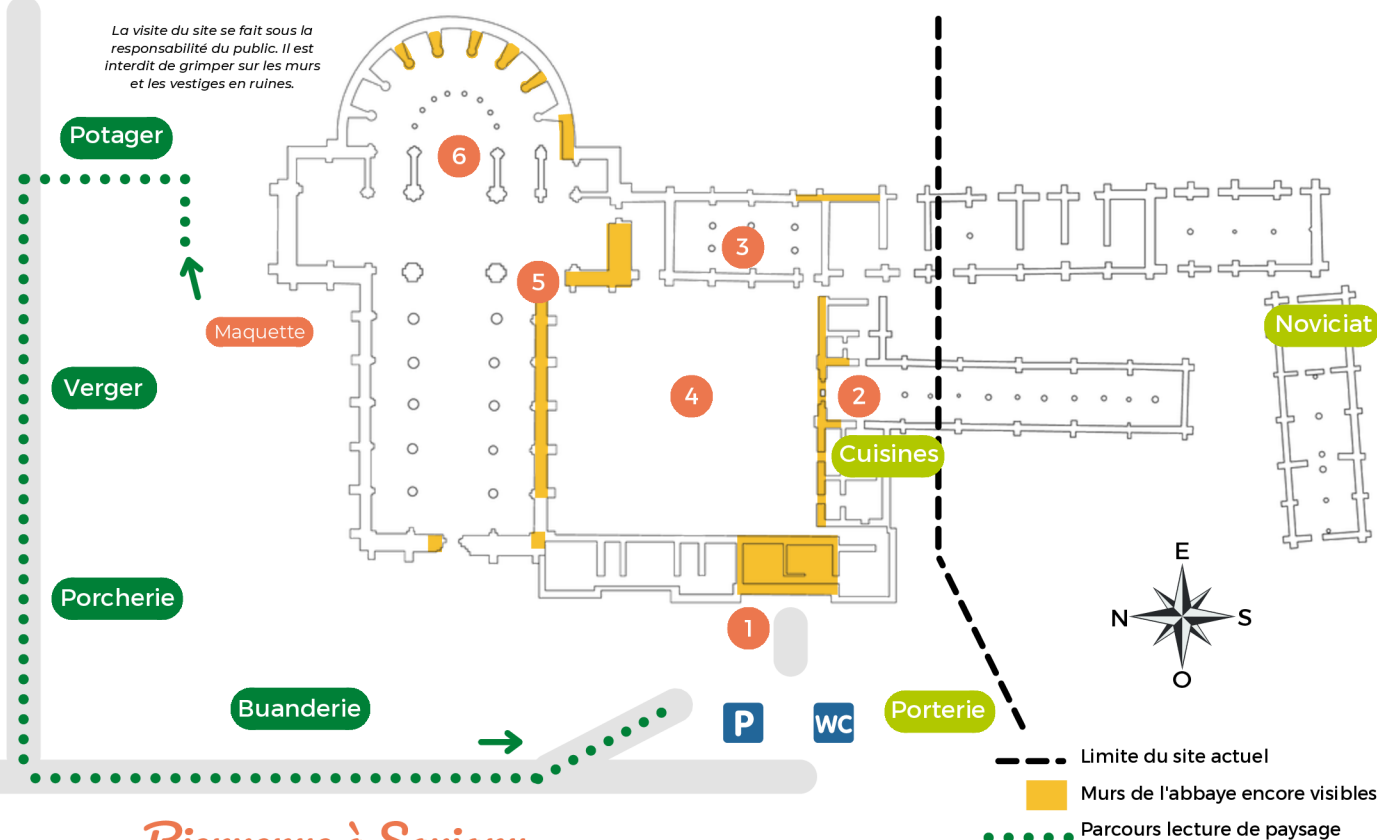 La visite du site se fait sous la
responsabilité du public. Il est
interdit de grimper sur les murs
et les vestiges en ruines.
Potager
6
3
5
Maquette
Noviciat
Verger
4
2
Cuisines
Porcherie
E
N
S
O
1
Buanderie
P
WC
Porterie
Limite du site actuel
Murs de l'abbaye encore visibles
Parcours lecture de paysage